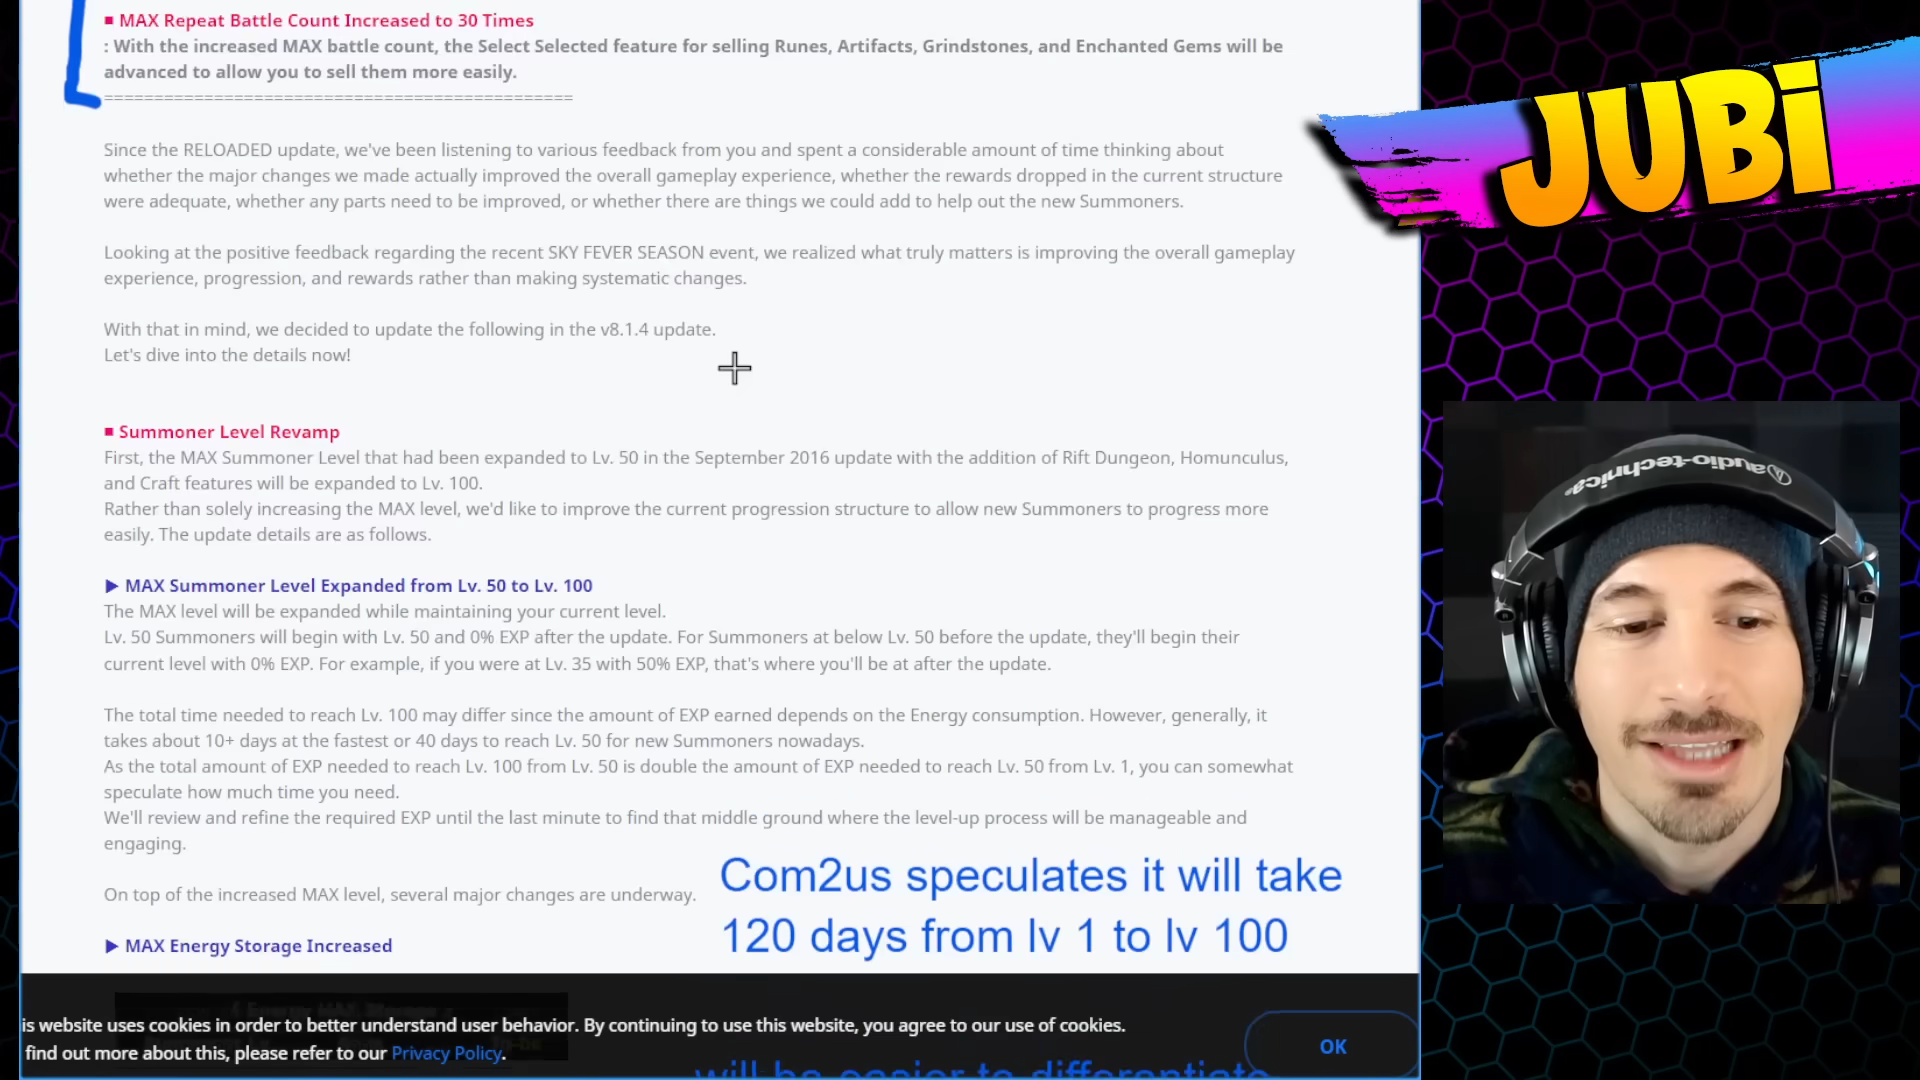 ■ MAX Repeat Battle Count Increased to 30 Times
: With the increased MAX battle count, the Select Selected feature for selling Runes, Artifacts, Grindstones, and Enchanted Gems will be
advanced to allow you to sell them more easily.
===============================================
JUBi
Since the RELOADED update, we've been listening to various feedback from you and spent a considerable amount of time thinking about
whether the major changes we made actually improved the overall gameplay experience, whether the rewards dropped in the current structure
were adequate, whether any parts need to be improved, or whether there are things we could add to help out the new Summoners.
Looking at the positive feedback regarding the recent SKY FEVER SEASON event, we realized what truly matters is improving the overall gameplay
experience, progression, and rewards rather than making systematic changes.
With that in mind, we decided to update the following in the v8.1.4 update.
Let's dive into the details now!
■ Summoner Level Revamp
First, the MAX Summoner Level that had been expanded to Lv. 50 in the September 2016 update with the addition of Rift Dungeon, Homunculus,
and Craft features will be expanded to Lv. 100.
Rather than solely increasing the MAX level, we'd like to improve the current progression structure to allow new Summoners to progress more
easily. The update details are as follows.
audio-technica
▶ MAX Summoner Level Expanded from Lv. 50 to Lv. 100
The MAX level will be expanded while maintaining your current level.
Lv. 50 Summoners will begin with Lv. 50 and 0% EXP after the update. For Summoners at below Lv. 50 before the update, they'll begin their
current level with 0% EXP. For example, if you were at Lv. 35 with 50% EXP, that's where you'll be at after the update.
The total time needed to reach Lv. 100 may differ since the amount of EXP earned depends on the Energy consumption. However, generally, it
takes about 10+ days at the fastest or 40 days to reach Lv. 50 for new Summoners nowadays.
As the total amount of EXP needed to reach Lv. 100 from Lv. 50 is double the amount of EXP needed to reach Lv. 50 from Lv. 1, you can somewhat
speculate how much time you need.
We'll review and refine the required EXP until the last minute to find that middle ground where the level-up process will be manageable and
engaging.
On top of the increased MAX level, several major changes are underway.
Com2us speculates it will take
120 days from lv 1 to lv 100
▶ MAX Energy Storage Increased
is website uses cookies in order to better understand user behavior. By continuing to use this website, you agree to our use of cookies.
find out more about this, please refer to our Privacy Policy.
OK
will be easier to differentiate